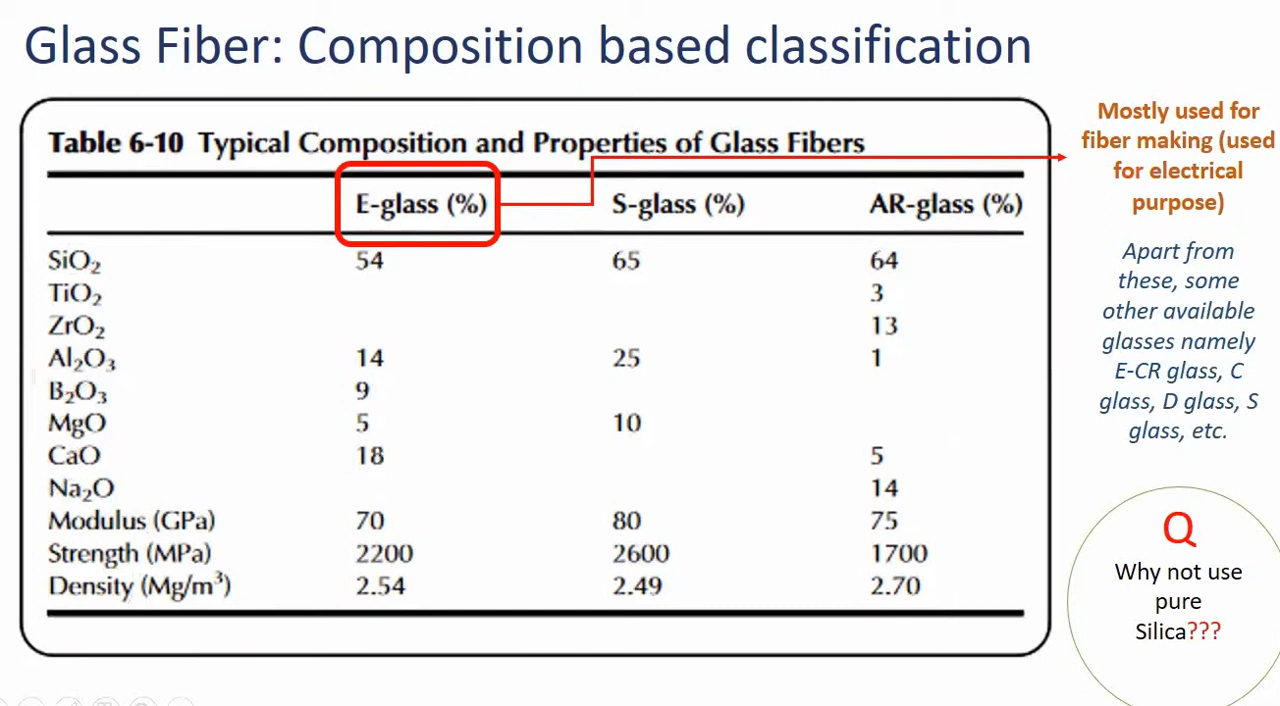 Glass Fiber: Composition based classification
Table 6-10 Typical Composition and Properties of Glass Fibers
E-glass (%) S-glass (%) AR-glass (%)
SiO₂ 54 65 64
TiO₂ 3
ZrO₂ 13
Al₂O₃ 14 25 1
B₂O₃ 9
MgO 5 10
CaO 18 5
Na₂O 14
Modulus (GPa) 70 80 75
Strength (MPa) 2200 2600 1700
Density (Mg/m³) 2.54 2.49 2.70
Mostly used for
fiber making (used
for electrical
purpose)
Apart from
these, some
other available
glasses namely
E-CR glass, C
glass, D glass, S
glass, etc.
Q
Why not use
pure
Silica???